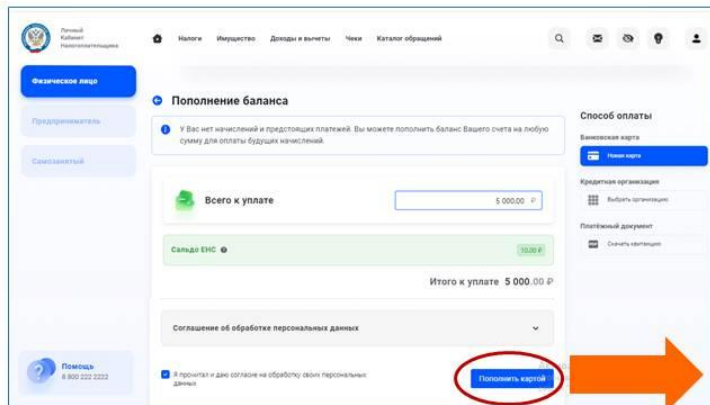 Личный
Кабинет
Налогоплательщика
Налоги
Имущество
Доходы и вычеты
Чеки
Каталог обращений
Физическое лицо
Предприниматель
Самозанятый
Пополнение баланса
У Вас нет начислений и предстоящих платежей. Вы можете пополнить баланс Вашего счета на любую
сумму для оплаты будущих начислений.
Всего к уплате
5 000,00 ₽
Сальдо ЕНС
10,00 ₽
Итого к уплате 5 000.00 ₽
Соглашение об обработке персональных данных
Я прочитал и даю согласие на обработку своих персональных
данных
Пополнить картой
Способ оплаты
Банковская карта
Новая карта
Кредитная организация
Выбрать организацию
Платёжный документ
Скачать квитанцию
Помощь
8 800 222 2222